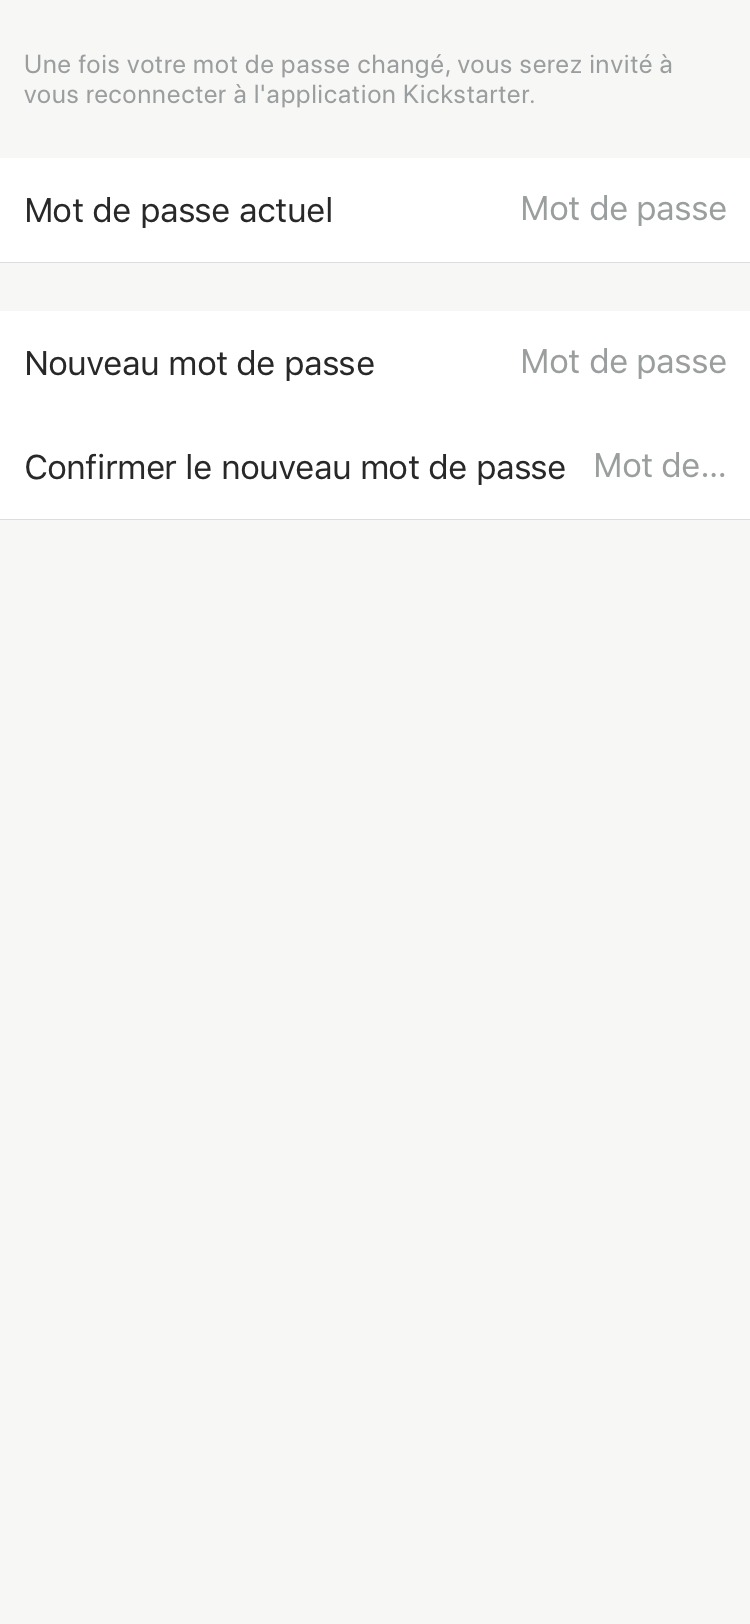 Une fois votre mot de passe changé, vous serez invité à
vous reconnecter à l'application Kickstarter.
Mot de passe actuel Mot de passe
Nouveau mot de passe Mot de passe
Confirmer le nouveau mot de passe Mot de...